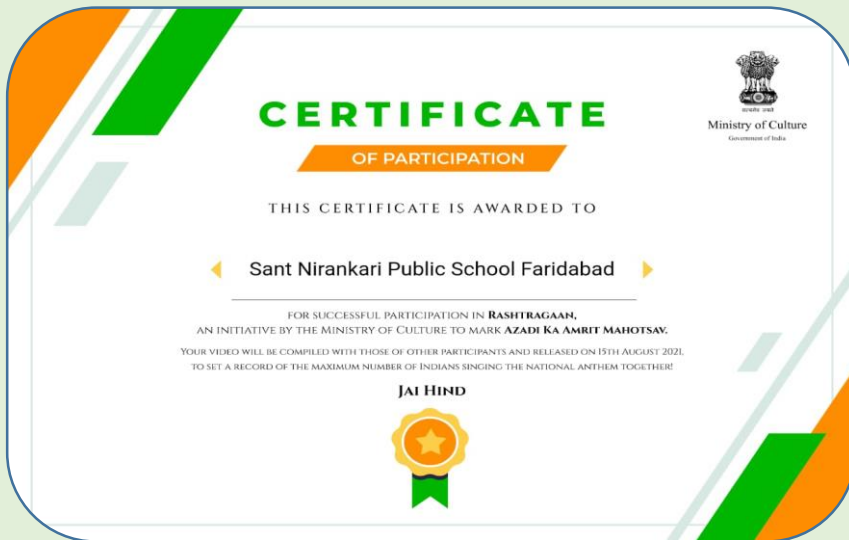 CERTIFICATE
OF PARTICIPATION
Ministry of Culture
Government of India
THIS CERTIFICATE IS AWARDED TO
Sant Nirankari Public School Faridabad
FOR SUCCESSFUL PARTICIPATION IN RASHTRAGAAN,
AN INITIATIVE BY THE MINISTRY OF CULTURE TO MARK AZADI KA AMRIT MAHOTSAV.
YOUR VIDEO WILL BE COMPILED WITH THOSE OF OTHER PARTICIPANTS AND RELEASED ON 15TH AUGUST 2021,
TO SET A RECORD OF THE MAXIMUM NUMBER OF INDIANS SINGING THE NATIONAL ANTHEM TOGETHER!
JAI HIND